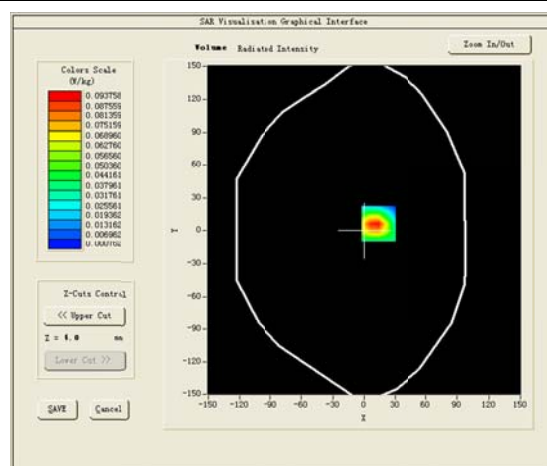 SAR Visualisation Graphical Interface
Volume Radiated Intensity
Zoom In/Out
Colors Scale
(W/kg)
0.093758
0.087559
0.081359
0.075159
0.068960
0.062760
0.056560
0.050360
0.044161
0.037961
0.031761
0.025561
0.019362
0.013162
0.006962
0.000762
Z-Cuts Control
<< Upper Cut
Z = 4.0 mm
Lower Cut >>
SAVE Cancel
150
120
90
60
30
0
-30
-60
-90
-120
-150
Y
-150 -120 -90 -60 -30 0 30 60 90 120 150
X